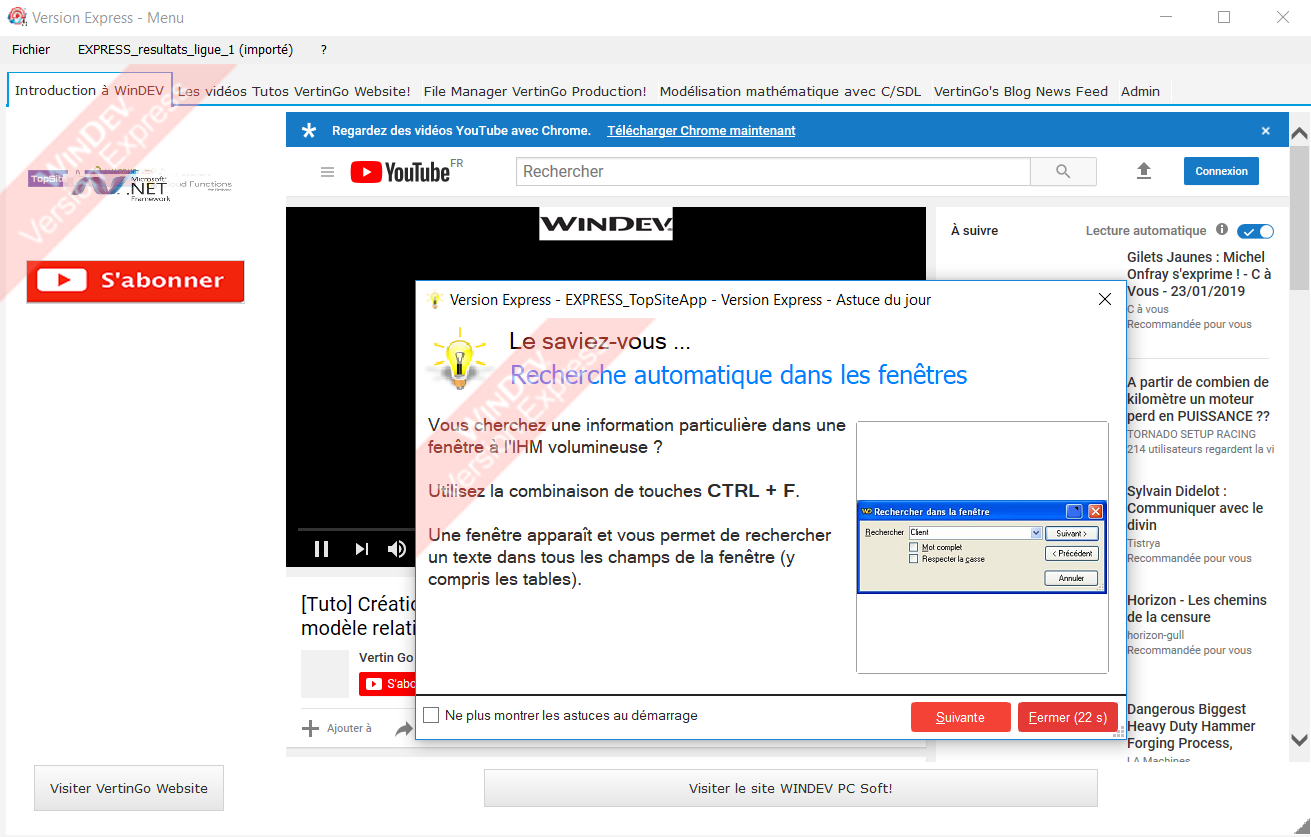 Version Express - Menu
Fichier EXPRESS_resultats_ligue_1 (importé) ?
Introduction à WinDEV Les vidéos Tutos VertinGo Website! File Manager VertinGo Production! Modélisation mathématique avec C/SDL VertinGo's Blog News Feed Admin
WINDEV
Version Express
Regardez des vidéos YouTube avec Chrome. Télécharger Chrome maintenant
YouTube FR Rechercher Connexion
Microsoft
.NET
Framework
S'abonner
WINDEV
À suivre Lecture automatique
Gilets Jaunes : Michel
Onfray s'exprime ! - C à
Vous - 23/01/2019
C à vous
Recommandée pour vous
A partir de combien de
kilomètre un moteur
perd en PUISSANCE ??
TORNADO SETUP RACING
214 utilisateurs regardent la vi
Sylvain Didelot :
Communiquer avec le
divin
Tistrya
Recommandée pour vous
Horizon - Les chemins
de la censure
horizon-gull
Recommandée pour vous
Dangerous Biggest
Heavy Duty Hammer
Forging Process,
LA Machines
Version Express - EXPRESS_TopSiteApp - Version Express - Astuce du jour
WINDEV
Version Express
Le saviez-vous ...
Recherche automatique dans les fenêtres
Vous cherchez une information particulière dans une
fenêtre à l'IHM volumineuse ?
Utilisez la combinaison de touches CTRL + F.
Une fenêtre apparaît et vous permet de rechercher
un texte dans tous les champs de la fenêtre (y
compris les tables).
Rechercher dans la fenêtre
Rechercher Client Suivant >
Mot complet
Respecter la casse
< Précédent
Annuler
Ne plus montrer les astuces au démarrage
Suivante Fermer (22 s)
[Tuto] Créatio
modèle relati
Vertin Go
S'abo
Ajouter à
Visiter VertinGo Website
Visiter le site WINDEV PC Soft!